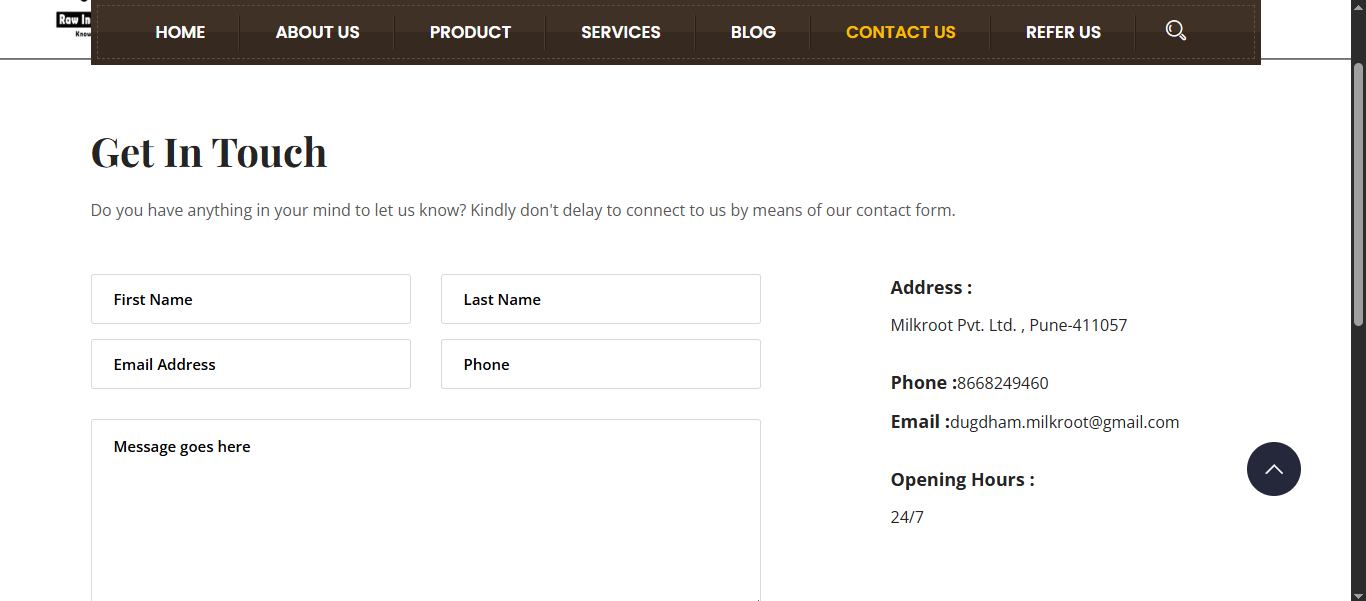 Raw In
Know
HOME ABOUT US PRODUCT SERVICES BLOG CONTACT US REFER US
Get In Touch
Do you have anything in your mind to let us know? Kindly don't delay to connect to us by means of our contact form.
First Name Last Name
Email Address Phone
Message goes here
Address :
Milkroot Pvt. Ltd. , Pune-411057
Phone :8668249460
Email :dugdham.milkroot@gmail.com
Opening Hours :
24/7